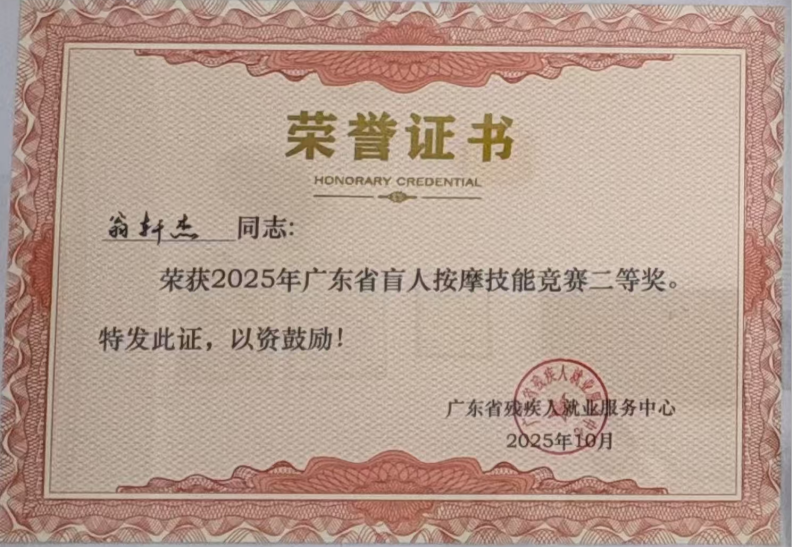 荣誉证书
HONORARY CREDENTIAL
翁轩杰 同志:
荣获2025年广东省盲人按摩技能竞赛二等奖。
特发此证，以资鼓励！
广东省残疾人就业服务中心
2025年10月